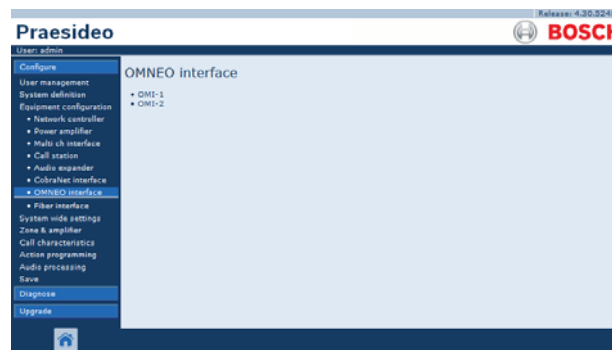 Release: 4.30.524
Praesideo
BOSCH
User: admin
Configure
User management
System definition
Equipment configuration
• Network controller
• Power amplifier
• Multi ch interface
• Call station
• Audio expander
• CobraNet interface
• OMNEO interface
• Fiber interface
System wide settings
Zone & amplifier
Call characteristics
Action programming
Audio processing
Save
Diagnose
Upgrade
OMNEO interface
• OMI-1
• OMI-2